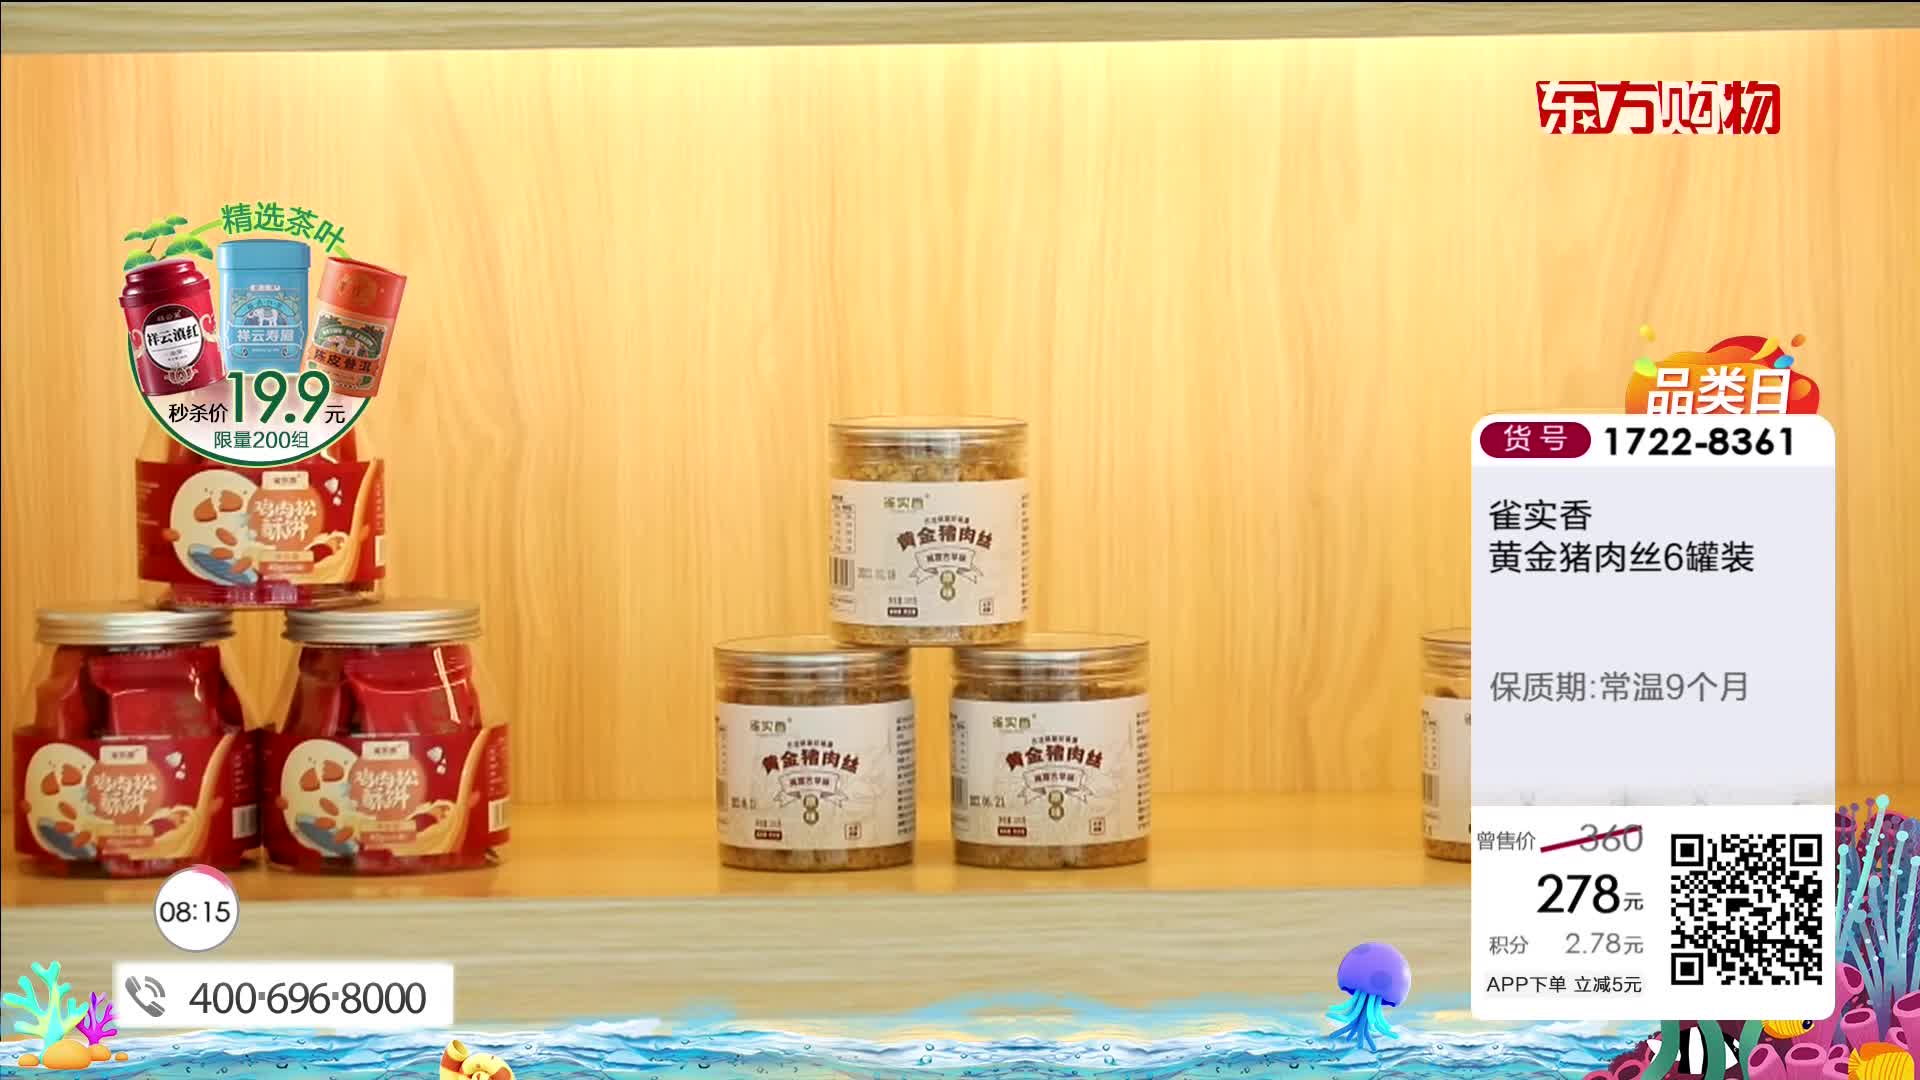 东方购物
精选茶叶
祥云滇红
祥云寿眉
陈皮普洱
秒杀价19.9元
限量200组
品类日
货号 1722-8361
雀实香
黄金猪肉丝6罐装
保质期:常温9个月
曾售价 360
278元
积分 2.78元
APP下单 立减5元
鸡肉松
酥饼
雀实香
黄金猪肉丝
雀实香
黄金猪肉丝
雀实香
黄金猪肉丝
鸡肉松
酥饼
鸡肉松
酥饼
08:15
400·696·8000